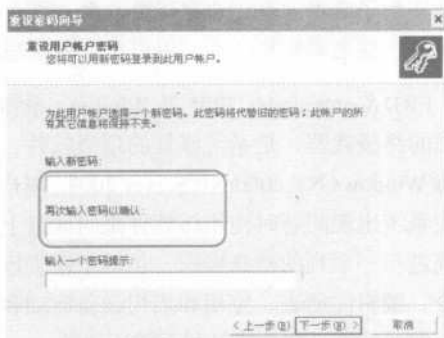 重设密码向导
重设用户帐户密码
您将可以用新密码登录到此用户帐户。
为此用户帐户选择一个新密码。此密码将代替旧的密码；此帐户的所
有其它信息将保持不变。
输入新密码:
再次输入密码以确认:
输入一个密码提示:
<上一步(B) 下一步(N)> 取消